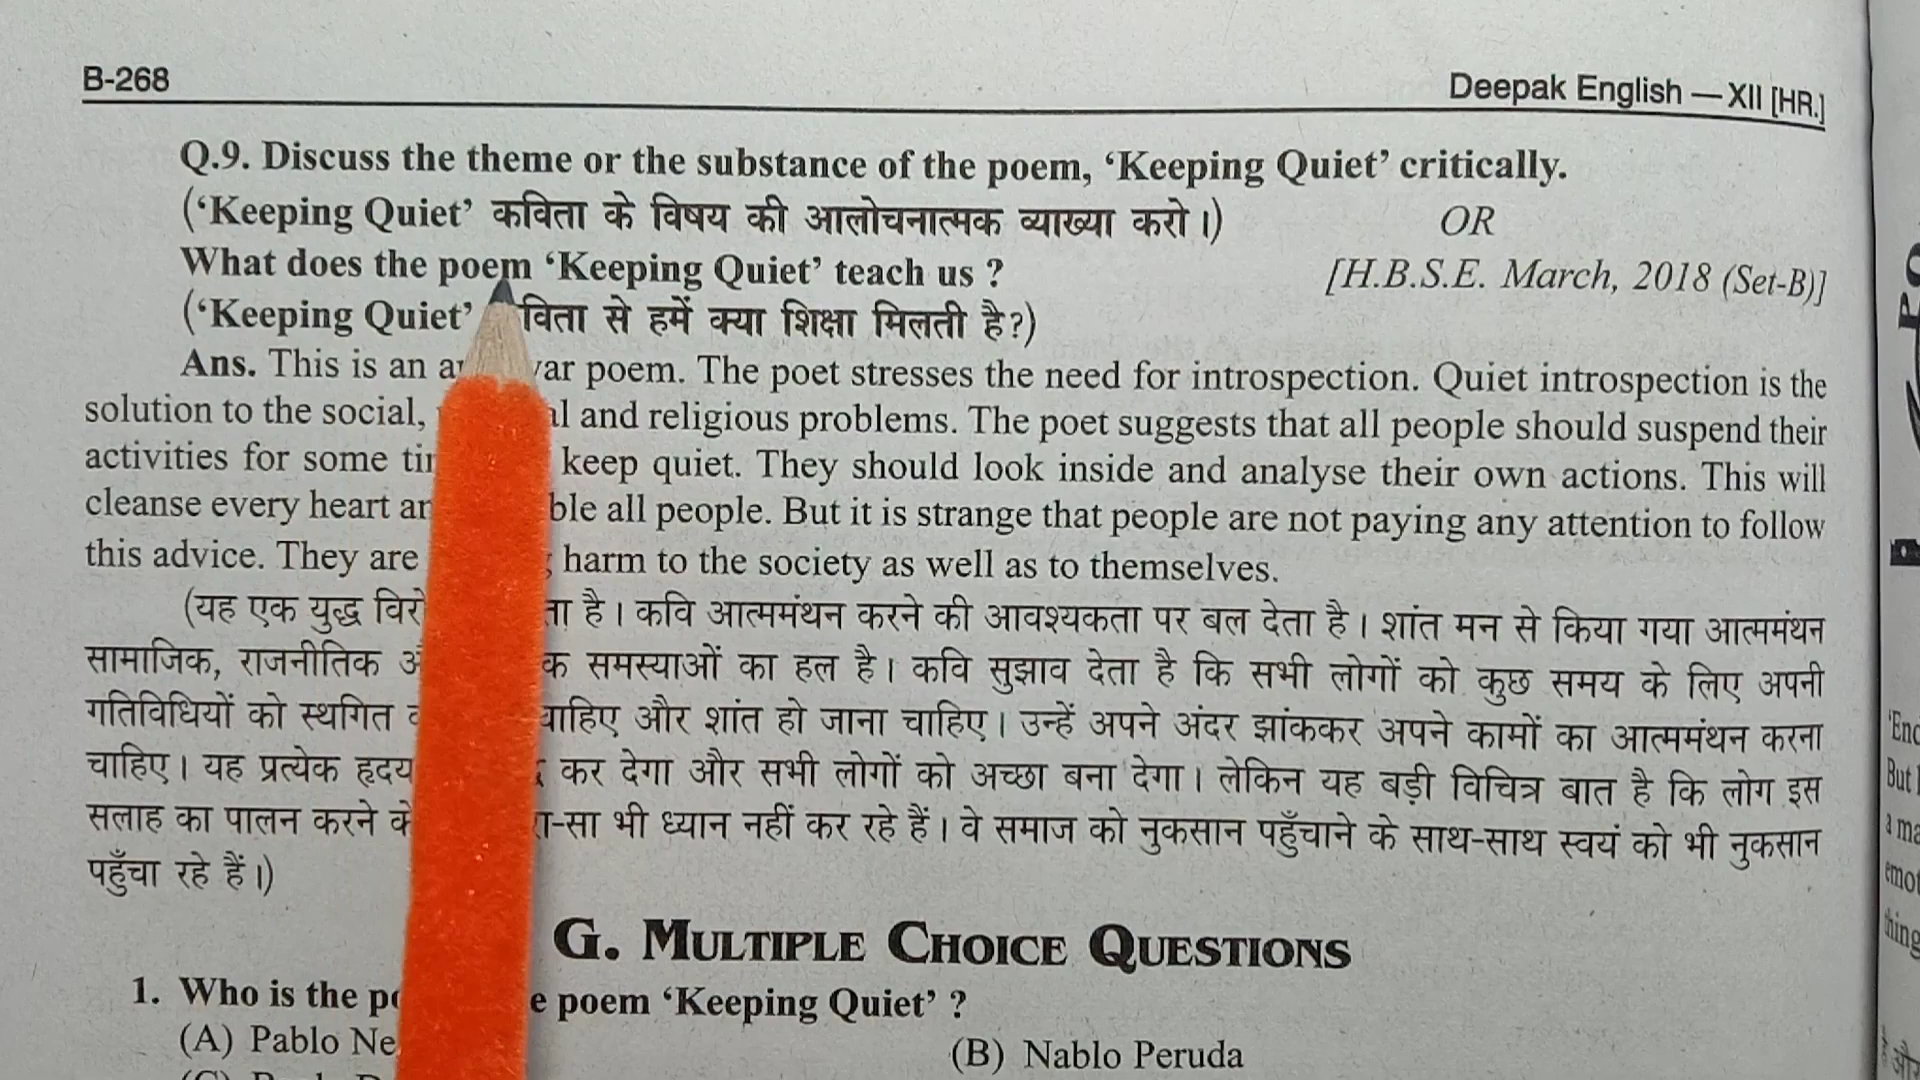 B-268
Deepak English — XII [HR.]
Q.9. Discuss the theme or the substance of the poem, ‘Keeping Quiet’ critically.
(‘Keeping Quiet’ कविता के विषय की आलोचनात्मक व्याख्या करो।) OR
What does the poem ‘Keeping Quiet’ teach us ? [H.B.S.E. March, 2018 (Set-B)]
(‘Keeping Quiet’ से हमें क्या शिक्षा मिलती है?)
Ans. This is an poem. The poet stresses the need for introspection. Quiet introspection is the
solution to the social, and religious problems. The poet suggests that all people should suspend their
activities for some keep quiet. They should look inside and analyse their own actions. This will
cleanse every heart all people. But it is strange that people are not paying any attention to follow
this advice. They are harm to the society as well as to themselves.
(यह एक युद्ध है। कवि आत्ममंथन करने की आवश्यकता पर बल देता है। शांत मन से किया गया आत्ममंथन
सामाजिक, राजनीतिक समस्याओं का हल है। कवि सुझाव देता है कि सभी लोगों को कुछ समय के लिए अपनी
गतिविधियों को स्थगित और शांत हो जाना चाहिए। उन्हें अपने अंदर झांककर अपने कामों का आत्ममंथन करना
चाहिए। यह प्रत्येक हृदय कर देगा और सभी लोगों को अच्छा बना देगा। लेकिन यह बड़ी विचित्र बात है कि लोग इस
सलाह का पालन करने भी ध्यान नहीं कर रहे हैं। वे समाज को नुकसान पहुँचाने के साथ-साथ स्वयं को भी नुकसान
पहुँचा रहे हैं।)
G. MULTIPLE CHOICE QUESTIONS
1. Who is the poem ‘Keeping Quiet’ ?
(A) Pablo (B) Nablo Peruda